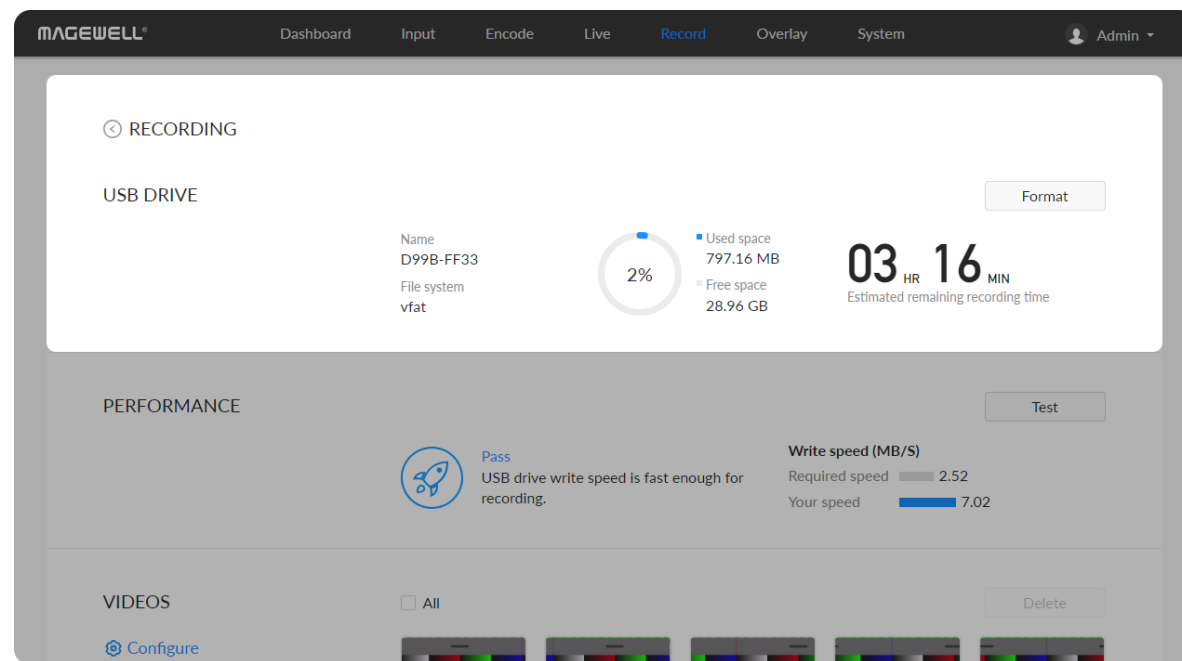 MAGEWELL®
Dashboard Input Encode Live Record Overlay System Admin
RECORDING
USB DRIVE
Format
Name
D99B-FF33
File system
vfat
2%
Used space
797.16 MB
Free space
28.96 GB
03 HR 16 MIN
Estimated remaining recording time
PERFORMANCE
Test
Pass
USB drive write speed is fast enough for
recording.
Write speed (MB/S)
Required speed 2.52
Your speed 7.02
VIDEOS
All
Delete
Configure